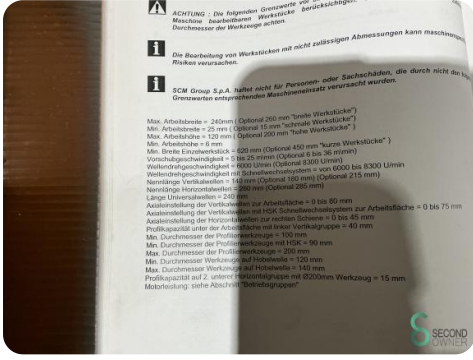 ACHTUNG : Die folgenden Grenzwerte vor
Maschine bearbeitbaren Werkstücke berücksichtigen.
Durchmesser der Werkzeuge achten.
Die Bearbeitung von Werkstücken mit nicht zulässigen Abmessungen kann
Risiken verursachen.
SCM Group S.p.A. haftet nicht für Personen- oder Sachschäden, die durch nicht den
Grenzwerten entsprechenden Maschineneinsatz verursacht wurden.
Max. Arbeitsbreite = 240mm ( Optional 260 mm "breite Werkstücke")
Min. Arbeitsbreite = 25 mm ( Optional 15 mm "schmale Werkstücke")
Max. Arbeitshöhe = 120 mm ( Optional 200 mm "hohe Werkstücke" )
Min. Arbeitshöhe = 6 mm
Min. Breite Einzelwerkstück = 620 mm (Optional 450 mm "kurze Werkstücke" )
Vorschubgeschwindigkeit = 5 bis 25 m\min (Optional 6 bis 36 m\min)
Wellendrehgeschwindigkeit = 6000 U/min (Optional 8300 U/min)
Wellendrehgeschwindigkeit mit Schnellwechselsystem = von 6000 bis 8300 U/min
Nennlänge Vertikalwellen = 140 mm (Optional 180 mm) (Optional 215 mm)
Nennlänge Horizontalwellen = 260 mm (Optional 265 mm)
Länge Universalwellen = 240 mm
Axialeinstellung der Vertikalwellen zur Arbeitsfläche = 0 bis 80 mm
Axialeinstellung der Vertikalwellen mit HSK Schnellwechselsystem zur Arbeitsfläche = 0 bis 75 mm
Axialeinstellung der Horizontalwellen zur rechten Schiene = 0 bis 45 mm
Profilkapazität unter der Arbeitsfläche mit linker Vertikalgruppe = 40 mm
Min. Durchmesser der Profilierwerkzeuge = 100 mm
Min. Durchmesser der Profilierwerkzeuge mit HSK = 90 mm
Max. Durchmesser der Profilierwerkzeuge = 200 mm
Min. Durchmesser Werkzeuge auf Hobelwelle = 120 mm
Max. Durchmesser Werkzeuge auf Hobelwelle = 140 mm
Profilkapazität auf 2. unterer Horizontalgruppe mit Ø200mm Werkzeug = 15 mm
Motorleistung: siehe Abschnitt "Betriebsgruppen"
SECOND
OWNER